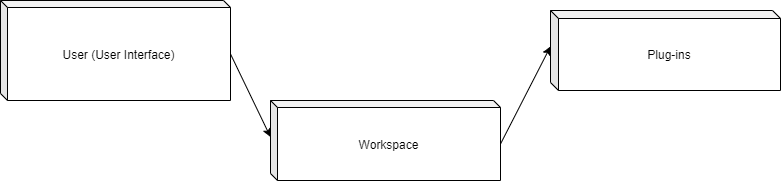 User (User Interface)
Plug-ins
Workspace